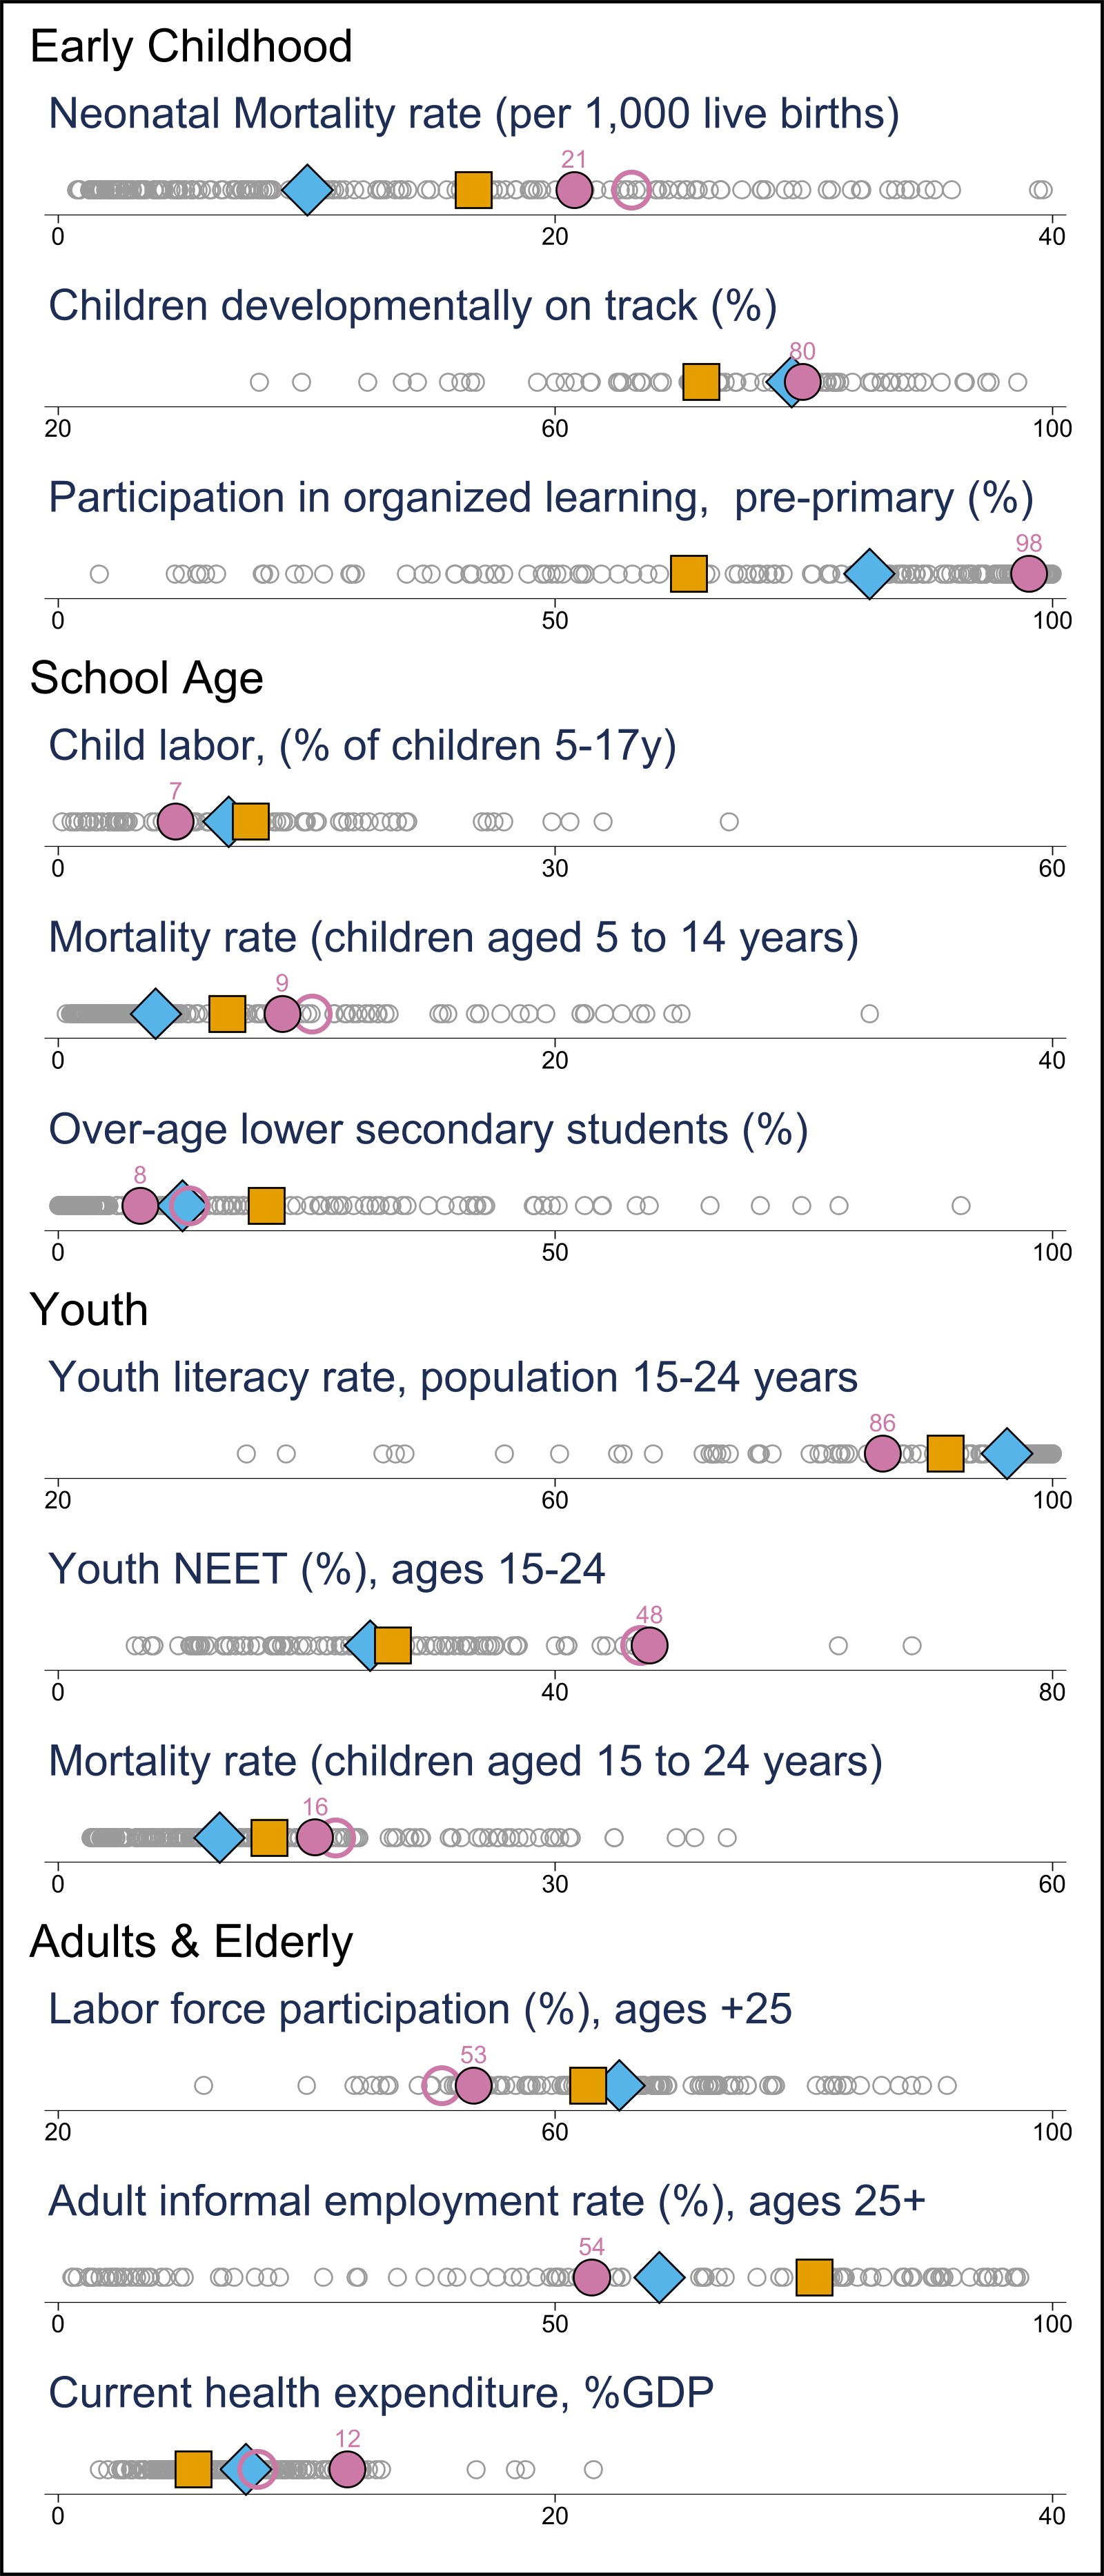 Early Childhood
Neonatal Mortality rate (per 1,000 live births)
21
0 20 40
Children developmentally on track (%)
80
20 60 100
Participation in organized learning,  pre-primary (%)
98
0 50 100
School Age
Child labor, (% of children 5-17y)
7
0 30 60
Mortality rate (children aged 5 to 14 years)
9
0 20 40
Over-age lower secondary students (%)
8
0 50 100
Youth
Youth literacy rate, population 15-24 years
86
20 60 100
Youth NEET (%), ages 15-24
48
0 40 80
Mortality rate (children aged 15 to 24 years)
16
0 30 60
Adults & Elderly
Labor force participation (%), ages +25
53
20 60 100
Adult informal employment rate (%), ages 25+
54
0 50 100
Current health expenditure, %GDP
12
0 20 40